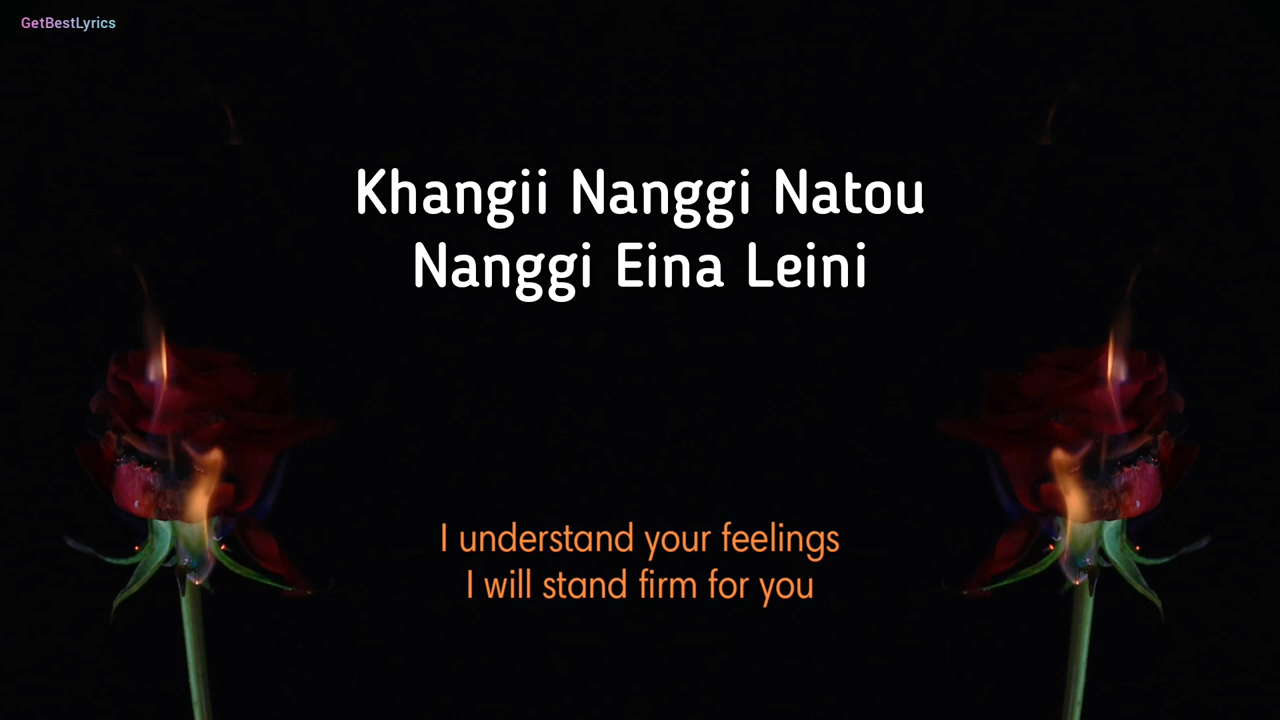 GetBestLyrics
Khangii Nanggi Natou
Nanggi Eina Leini
I understand your feelings
I will stand firm for you